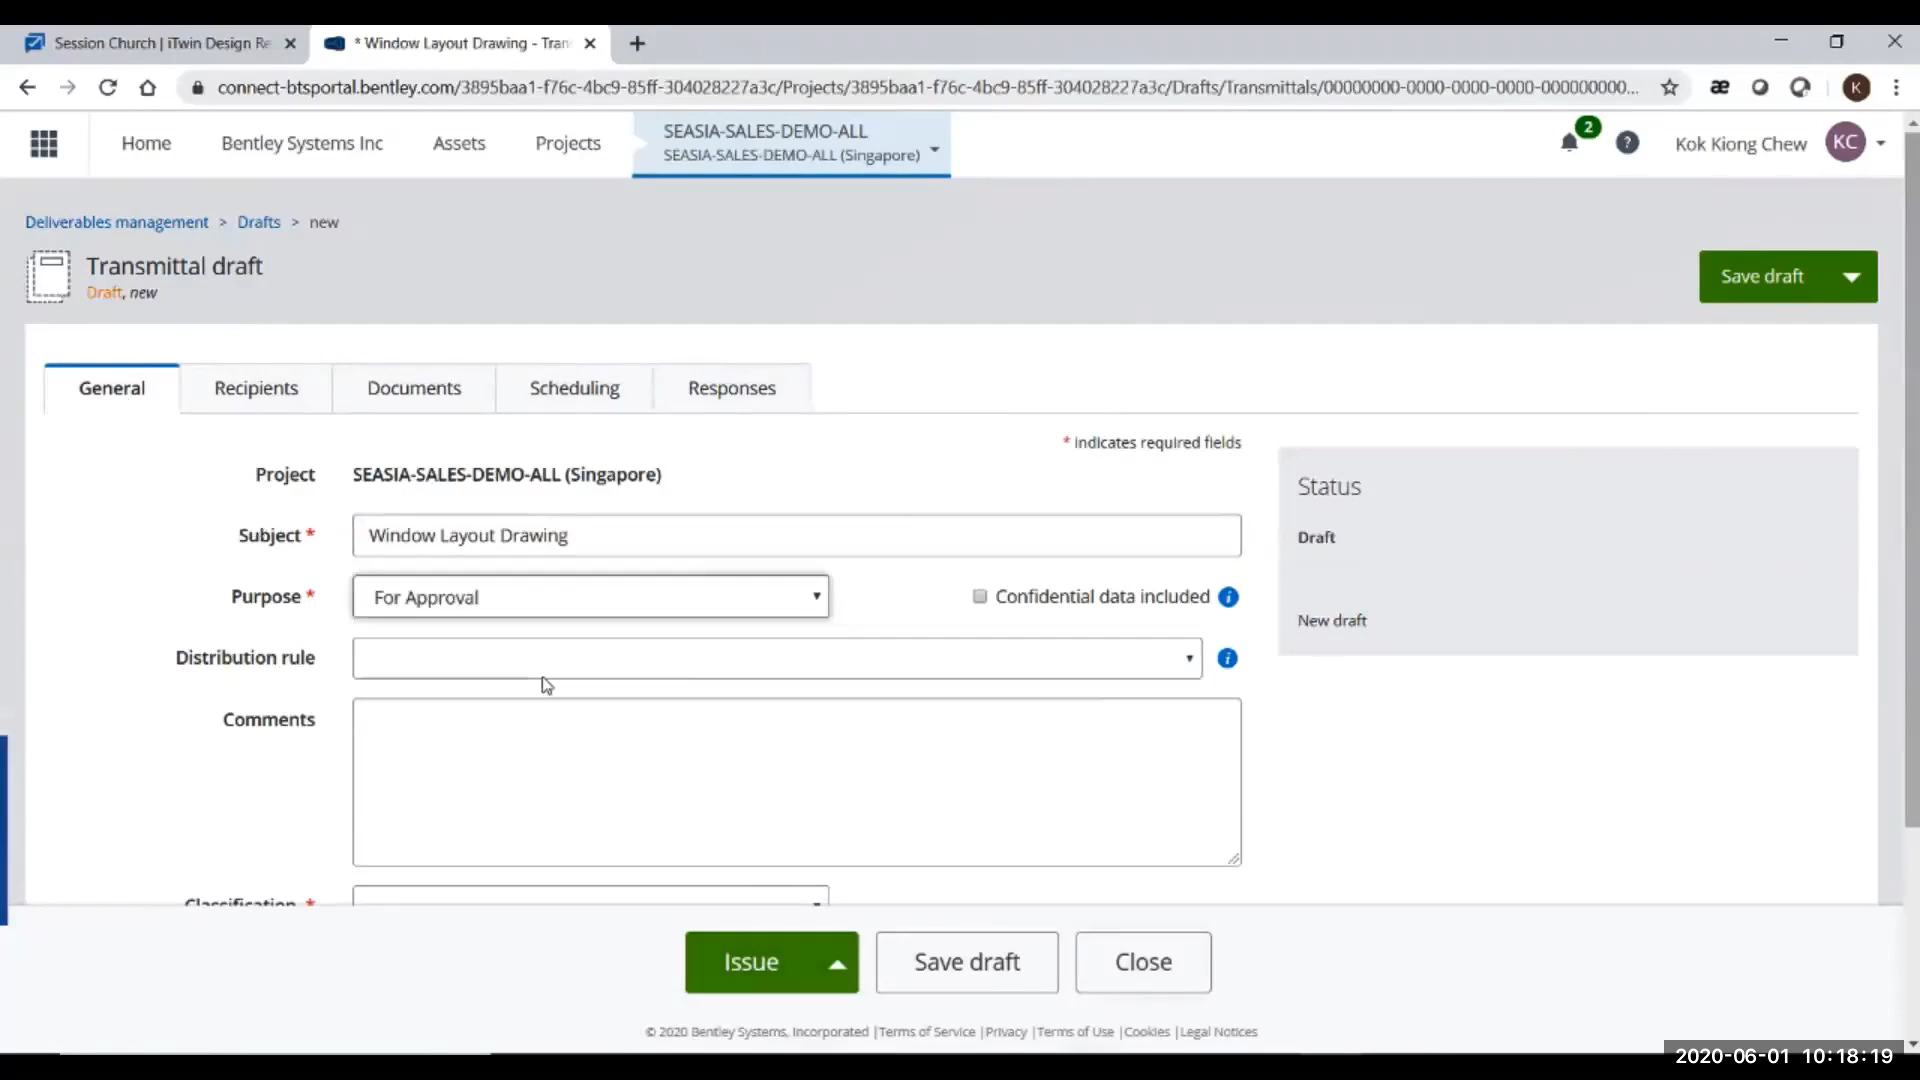 Session Church | iTwin Design Re
* Window Layout Drawing - Tran
connect-btsportal.bentley.com/3895baa1-f76c-4bc9-85ff-304028227a3c/Projects/3895baa1-f76c-4bc9-85ff-304028227a3c/Drafts/Transmittals/00000000-0000-0000-0000-000000000...
K
Home
Bentley Systems Inc
Assets
Projects
SEASIA-SALES-DEMO-ALL
SEASIA-SALES-DEMO-ALL (Singapore)
2
Kok Kiong Chew
KC
Deliverables management > Drafts > new
Transmittal draft
Draft, new
Save draft
General
Recipients
Documents
Scheduling
Responses
* Indicates required fields
Project SEASIA-SALES-DEMO-ALL (Singapore)
Subject * Window Layout Drawing
Purpose * For Approval
Confidential data included
Distribution rule
Comments
Classification *
Status
Draft
New draft
Issue
Save draft
Close
© 2020 Bentley Systems, Incorporated |Terms of Service |Privacy |Terms of Use |Cookies |Legal Notices
2020-06-01 10:18:19